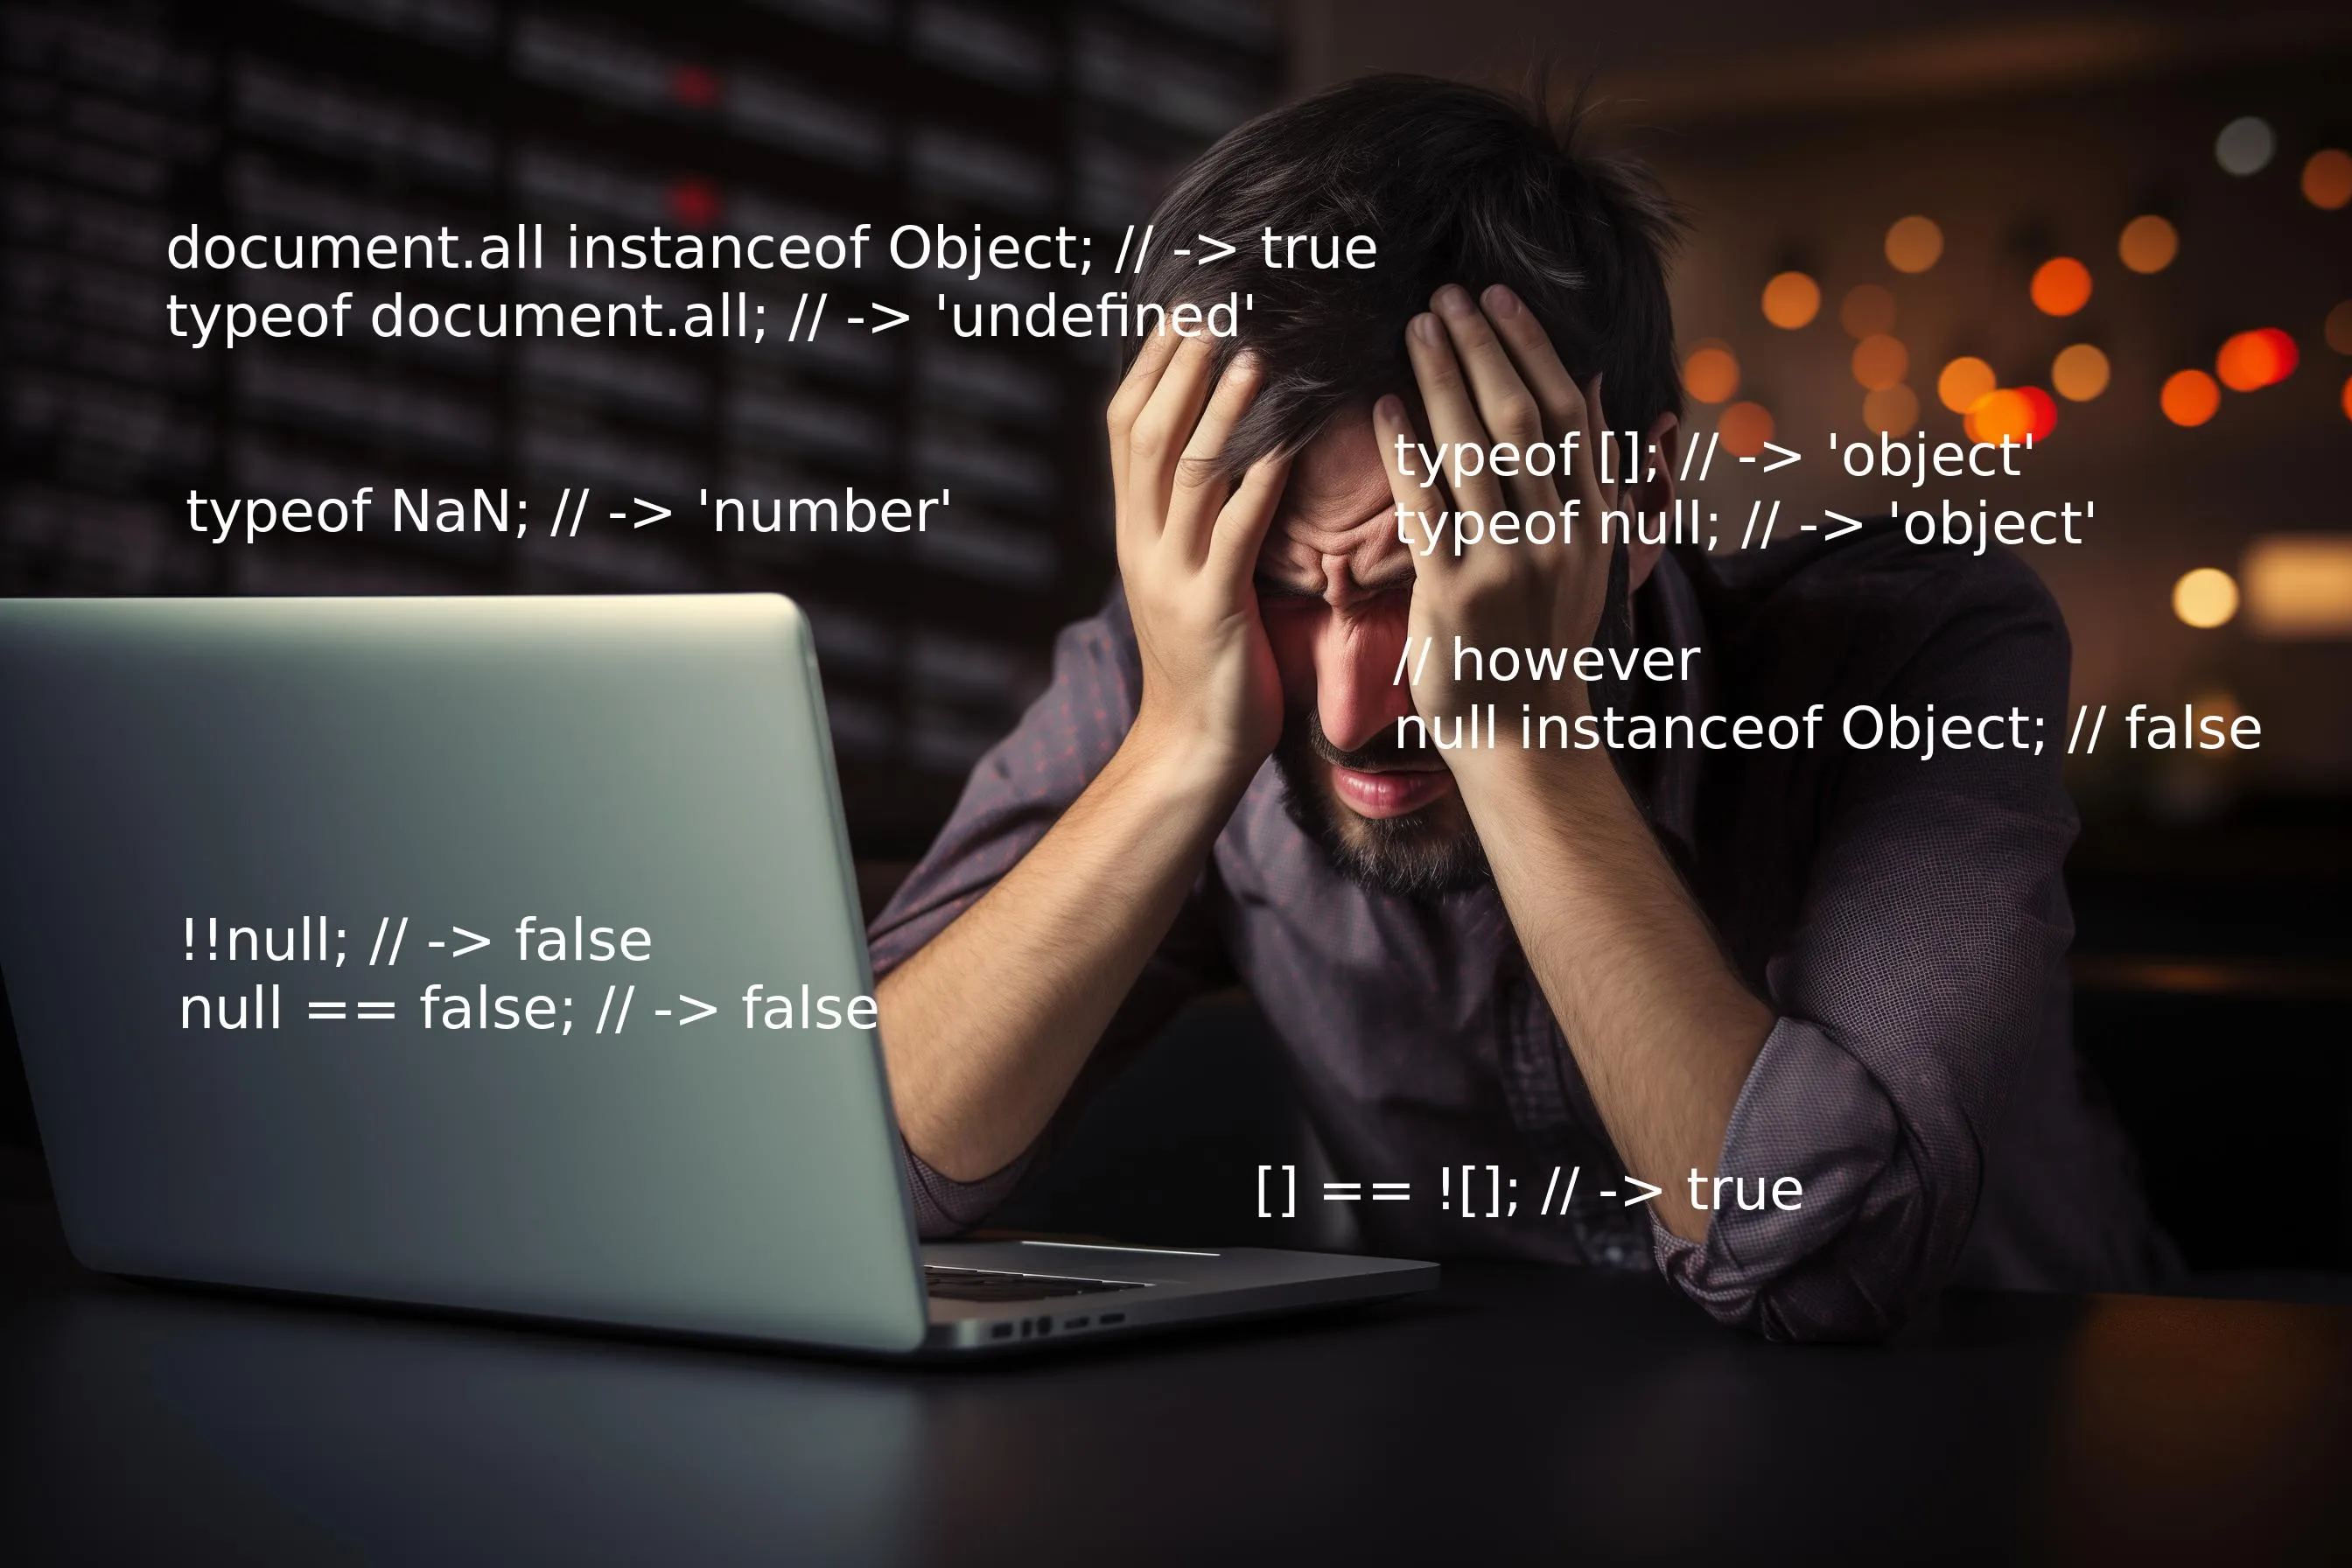 document.all instanceof Object; // -> true
typeof document.all; // -> 'undefined'
typeof NaN; // -> 'number'
typeof []; // -> 'object'
typeof null; // -> 'object'
// however
null instanceof Object; // false
!!null; // -> false
null == false; // -> false
[] == ![]; // -> true